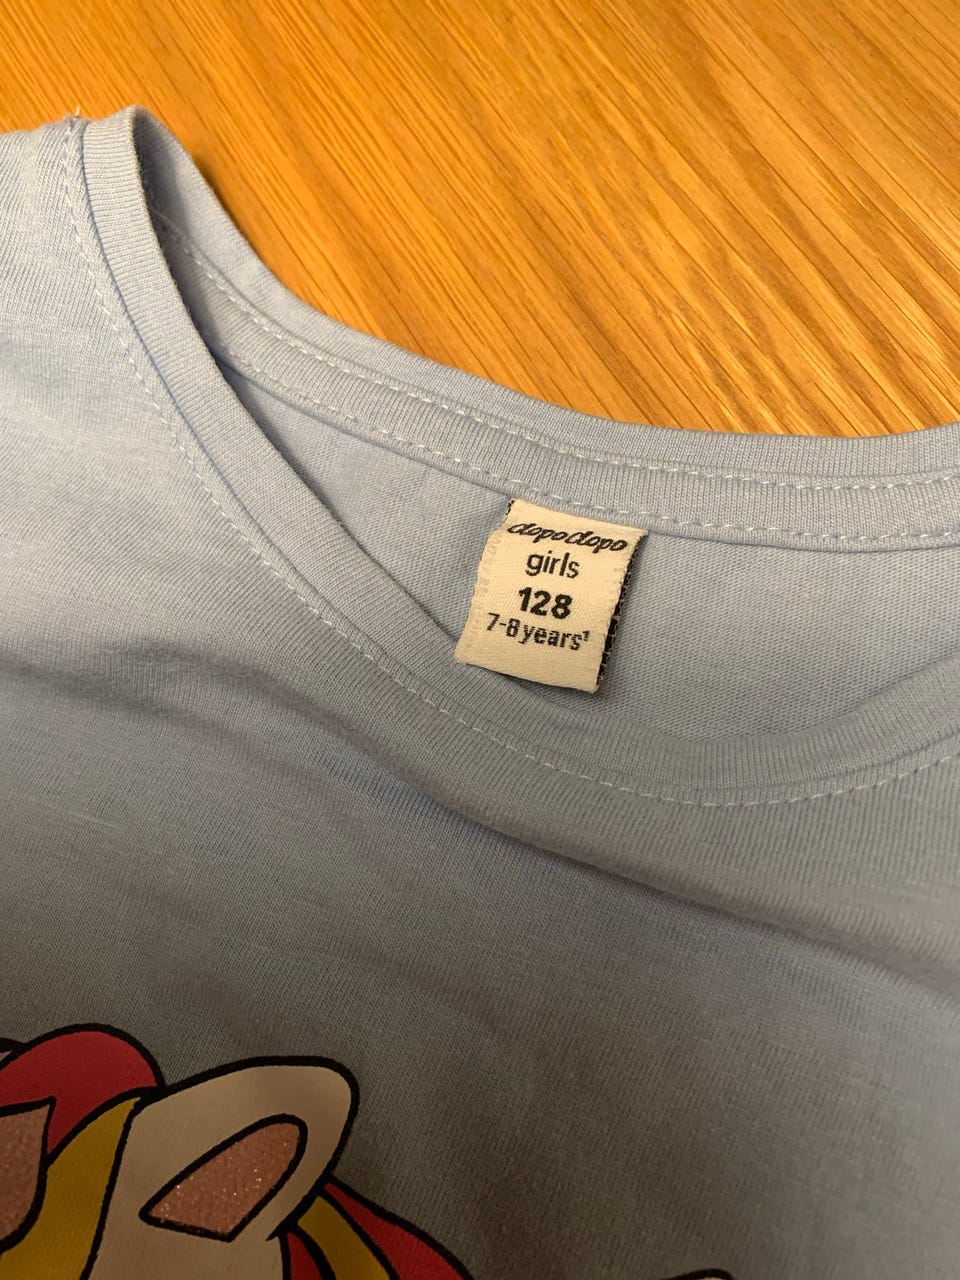 dopodopo
girls
128
7-8 years¹